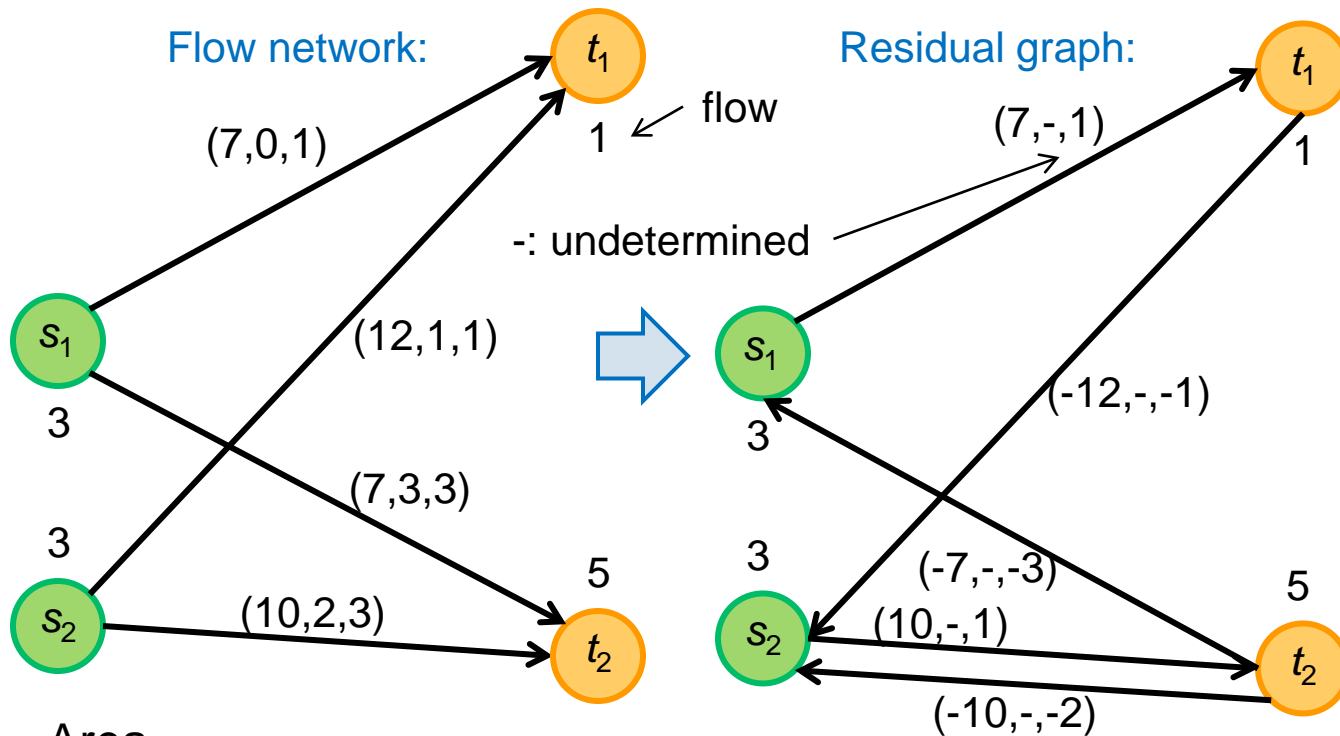 Flow network:
Residual graph:
t1
t1
flow
1
1
(7,0,1)
(7,-,1)
-: undetermined
s1
s1
(12,1,1)
(-12,-,-1)
3
3
(7,3,3)
3
3
(-7,-,-3)
5
5
s2
(10,2,3)
t2
s2
(10,-,1)
t2
(-10,-,-2)